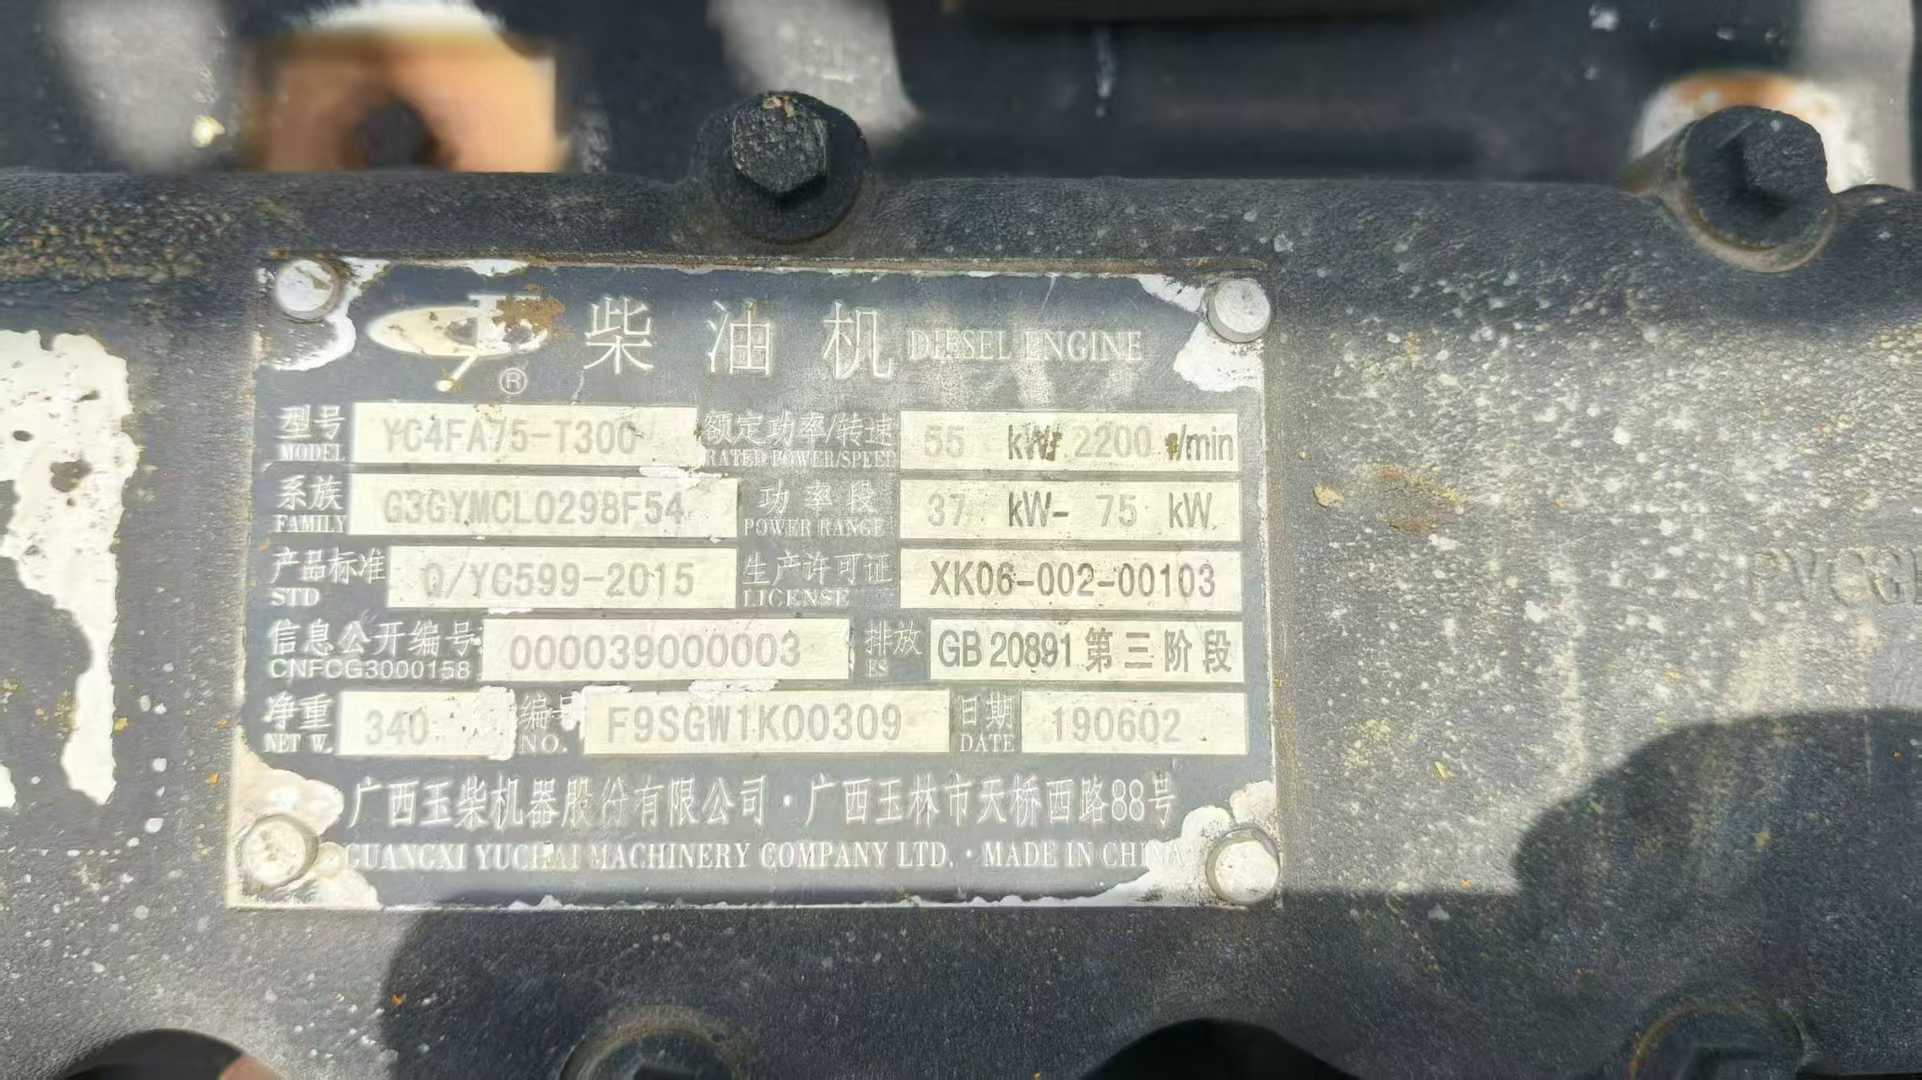 柴油机 DIESEL ENGINE
®
型号 YC4FA75-T300 额定功率/转速 55 kW/ 2200 r/min
MODEL RATED POWER/SPEED
系族 G3GYMCL0298F54 功率段 37 kW- 75 kW
FAMILY POWER RANGE
产品标准 Q/YC599-2015 生产许可证 XK06-002-00103
STD LICENSE
信息公开编号 000039000003 排放 GB 20891 第三阶段
CNFCG3000158 ES
净重 340 编号 F9SGW1K00309 日期 190602
NET W. NO. DATE
广西玉柴机器股份有限公司·广西玉林市天桥西路88号
GUANGXI YUCHAI MACHINERY COMPANY LTD.·MADE IN CHINA